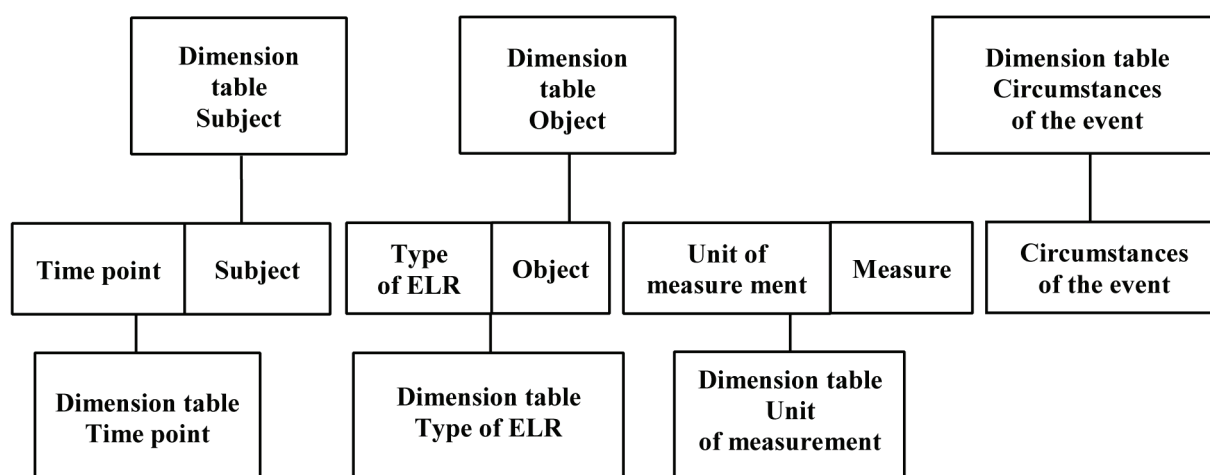 Dimension
table
Subject
Dimension
table
Object
Dimension table
Circumstances
of the event
Time point
Subject
Type
of ELR
Object
Unit of
measure ment
Measure
Circumstances
of the event
Dimension table
Time point
Dimension table
Type of ELR
Dimension table
Unit
of measurement